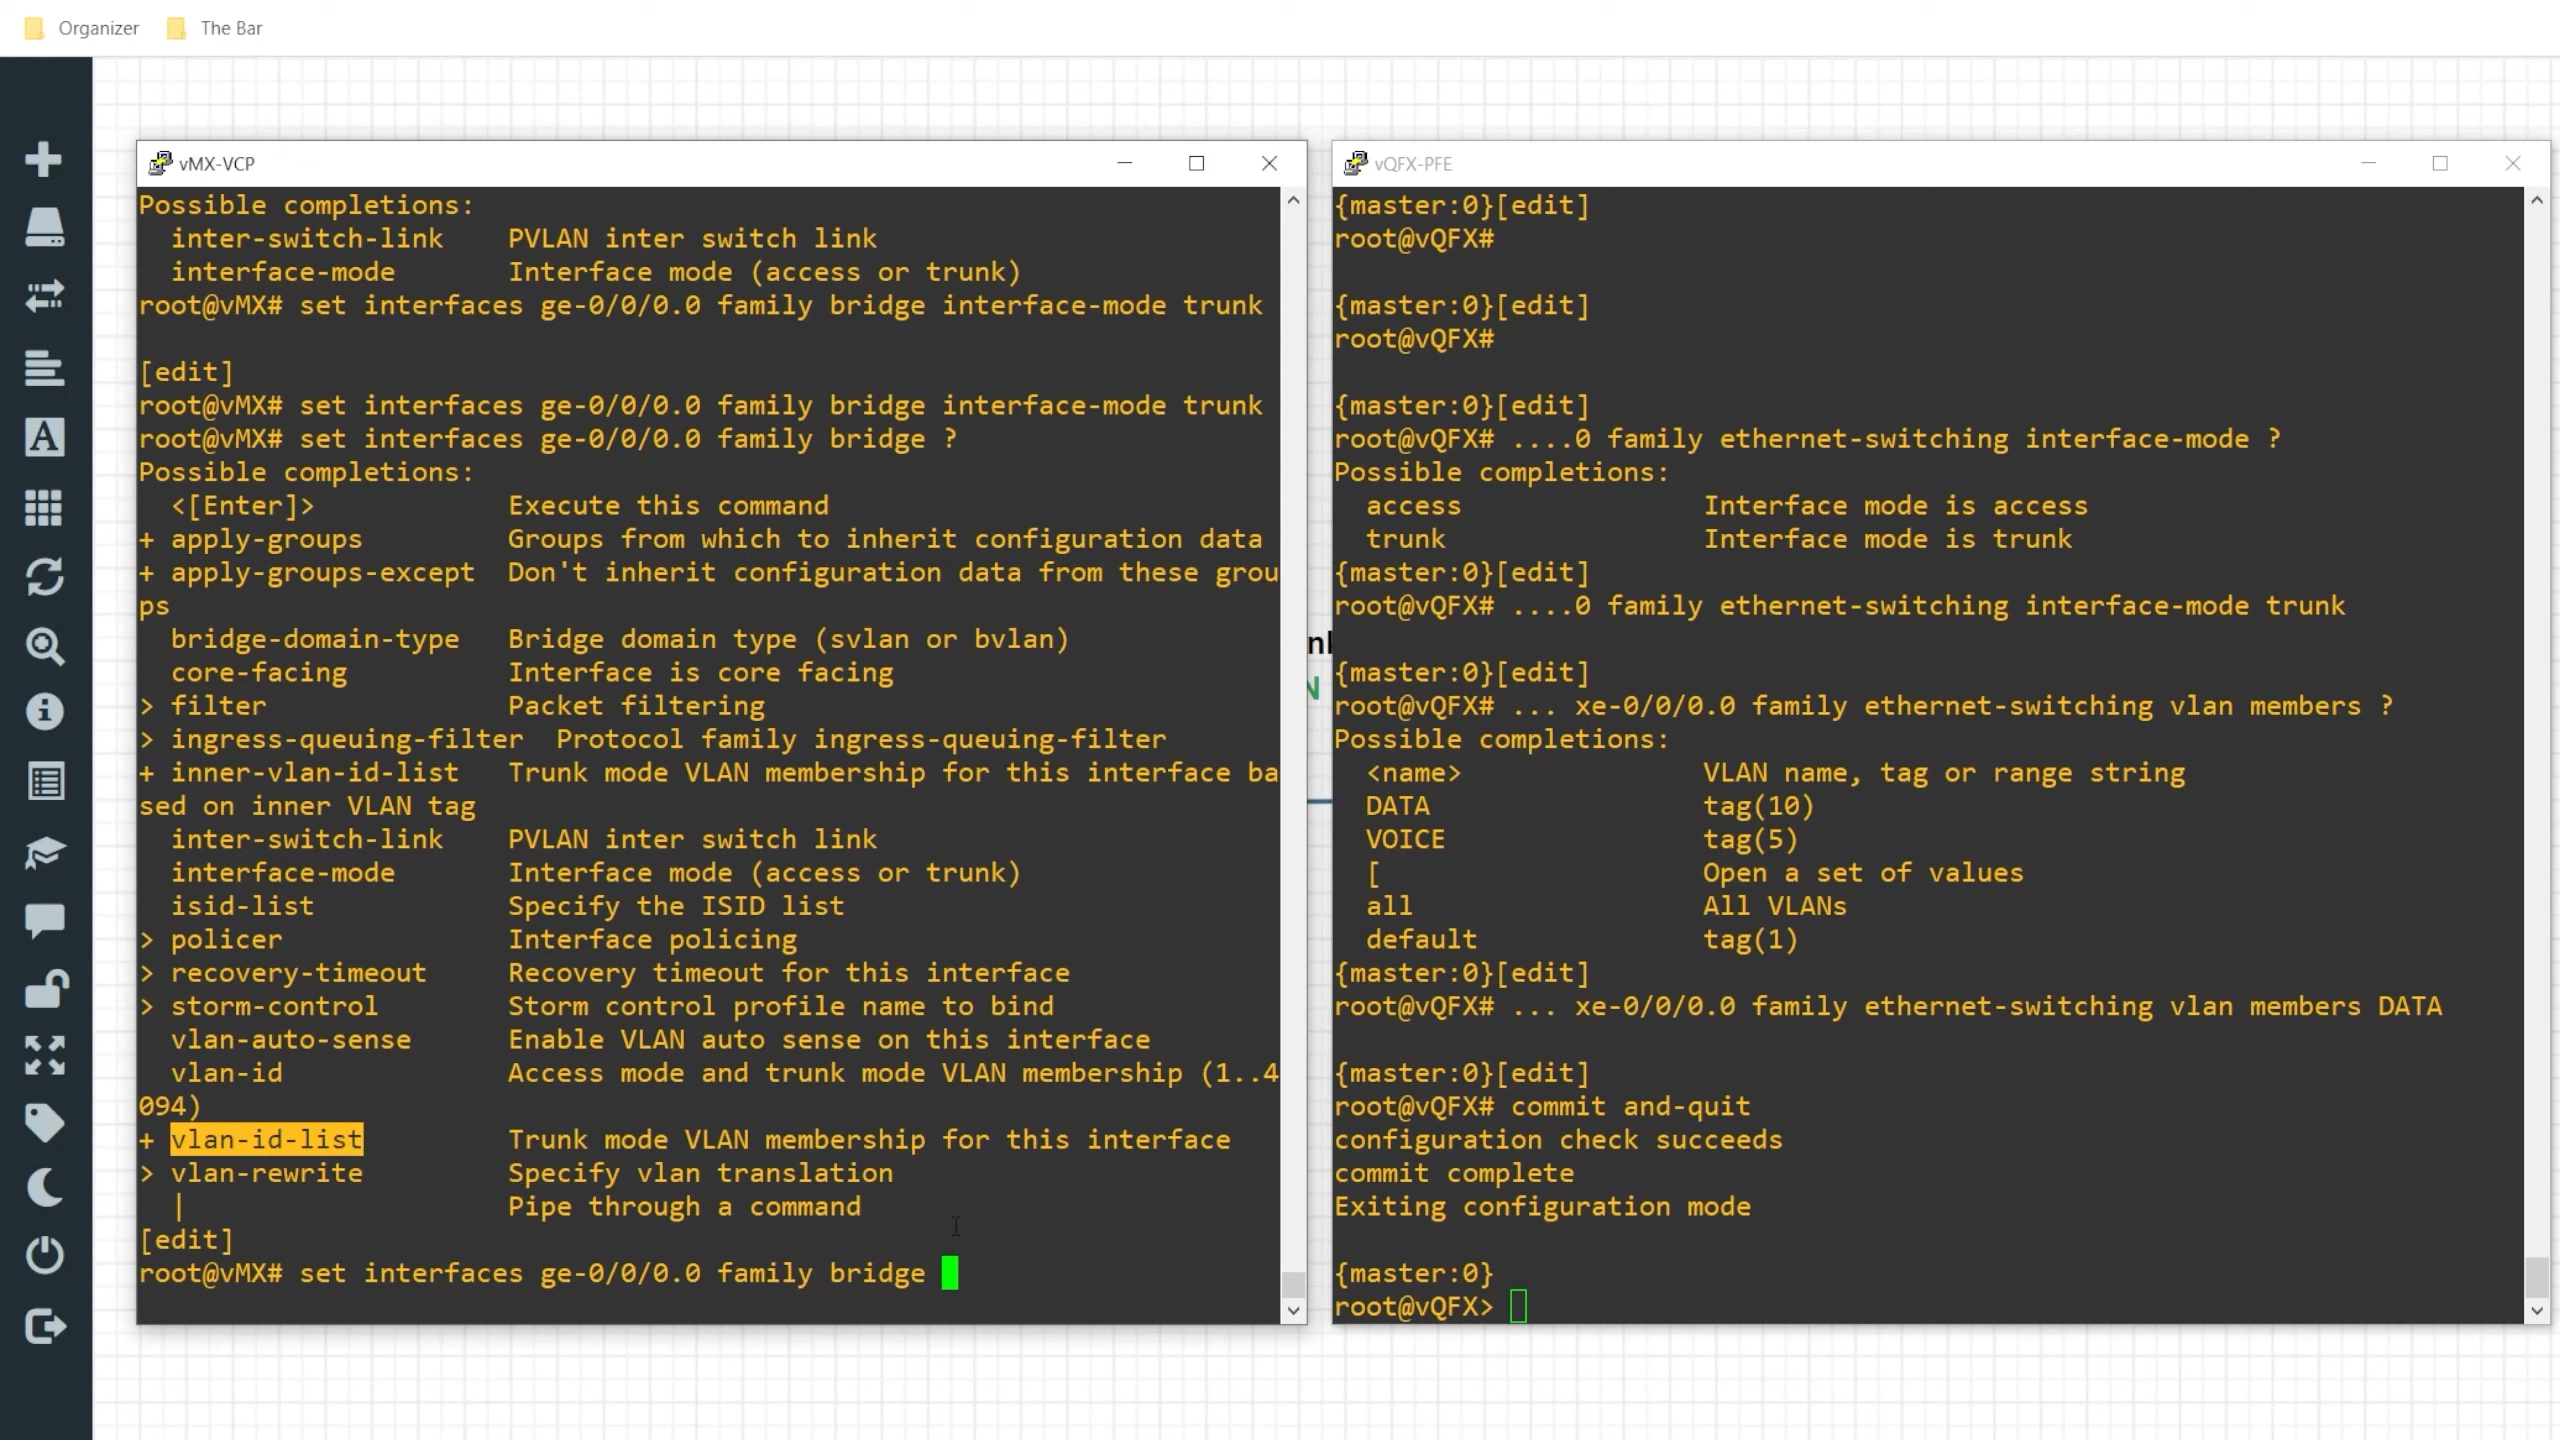 Organizer
The Bar
vMX-VCP
Possible completions:
  inter-switch-link    PVLAN inter switch link
  interface-mode       Interface mode (access or trunk)
root@vMX# set interfaces ge-0/0/0.0 family bridge interface-mode trunk
[edit]
root@vMX# set interfaces ge-0/0/0.0 family bridge interface-mode trunk
root@vMX# set interfaces ge-0/0/0.0 family bridge ?
Possible completions:
  <[Enter]>            Execute this command
+ apply-groups         Groups from which to inherit configuration data
+ apply-groups-except  Don't inherit configuration data from these grou
ps
  bridge-domain-type   Bridge domain type (svlan or bvlan)
  core-facing          Interface is core facing
> filter               Packet filtering
> ingress-queuing-filter  Protocol family ingress-queuing-filter
+ inner-vlan-id-list   Trunk mode VLAN membership for this interface ba
sed on inner VLAN tag
  inter-switch-link    PVLAN inter switch link
  interface-mode       Interface mode (access or trunk)
  isid-list            Specify the ISID list
> policer              Interface policing
> recovery-timeout     Recovery timeout for this interface
> storm-control        Storm control profile name to bind
  vlan-auto-sense      Enable VLAN auto sense on this interface
  vlan-id              Access mode and trunk mode VLAN membership (1..4
094)
+ vlan-id-list         Trunk mode VLAN membership for this interface
> vlan-rewrite         Specify vlan translation
  |                    Pipe through a command
[edit]
root@vMX# set interfaces ge-0/0/0.0 family bridge
vQFX-PFE
{master:0}[edit]
root@vQFX#
{master:0}[edit]
root@vQFX#
{master:0}[edit]
root@vQFX# ....0 family ethernet-switching interface-mode ?
Possible completions:
  access               Interface mode is access
  trunk                Interface mode is trunk
{master:0}[edit]
root@vQFX# ....0 family ethernet-switching interface-mode trunk
{master:0}[edit]
root@vQFX# ... xe-0/0/0.0 family ethernet-switching vlan members ?
Possible completions:
  <name>               VLAN name, tag or range string
  DATA                 tag(10)
  VOICE                tag(5)
  [                    Open a set of values
  all                  All VLANs
  default              tag(1)
{master:0}[edit]
root@vQFX# ... xe-0/0/0.0 family ethernet-switching vlan members DATA
{master:0}[edit]
root@vQFX# commit and-quit
configuration check succeeds
commit complete
Exiting configuration mode
{master:0}
root@vQFX>